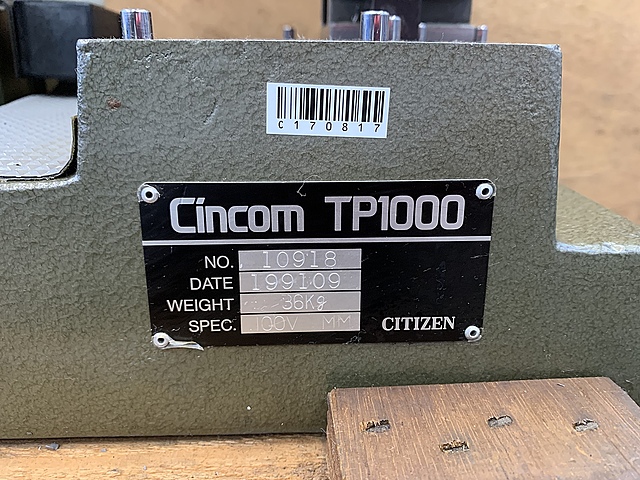 C170817
Cincom TP1000
NO. 10918
DATE 199109
WEIGHT 36Kg
SPEC. 100V MM
CITIZEN